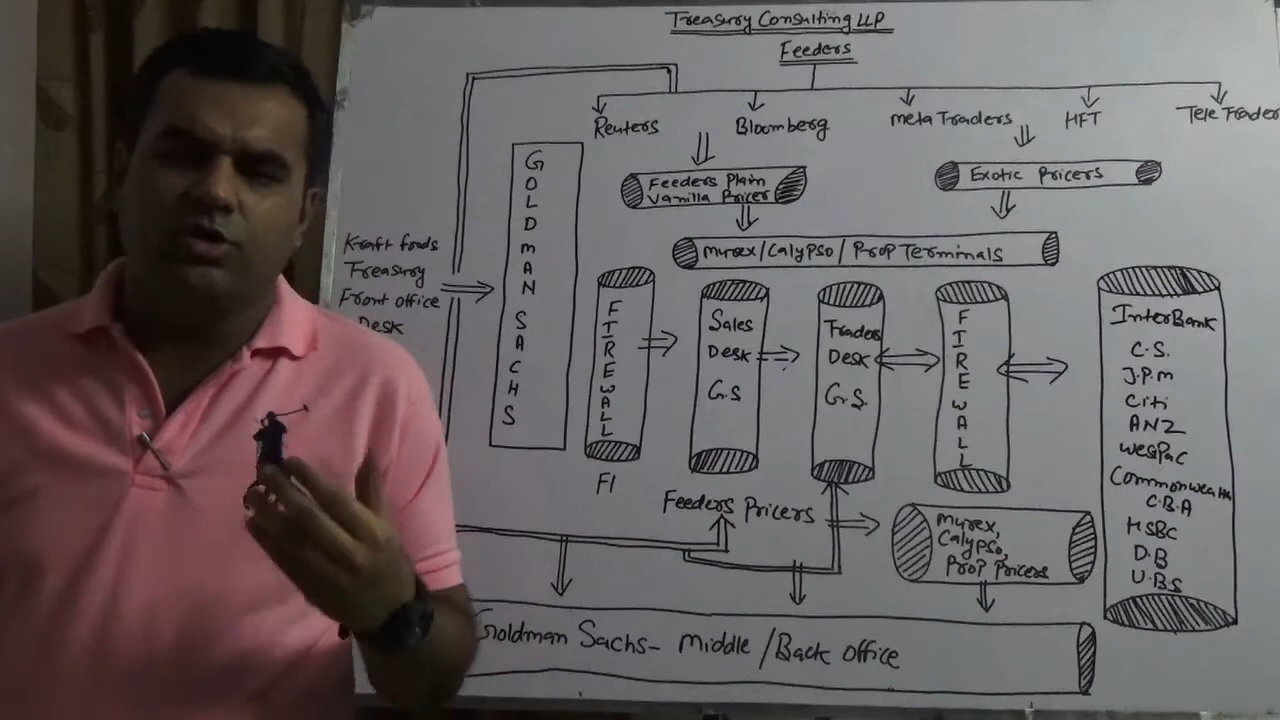 Treasury Consulting LLP
Feeders
Reuters
Bloomberg
Meta Traders
HFT
Tele Trader
Feeders Plain
Vanilla Pricer
Exotic Pricers
Murex/Calypso/Prop Terminals
Kraft foods
Treasury
Front office
Desk
GOLDMAN SACHS
FIREWALL
FI
Sales
Desk
G.S
Traders
Desk
G.S.
FIREWALL
InterBank
C.S.
J.P.M
Citi
ANZ
WesPac
Commonwealth
C.B.A
HSBC
D.B
U.B.S
Feeders Pricers
Murex,
Calypso,
Prop Pricers
Goldman Sachs- Middle/Back office